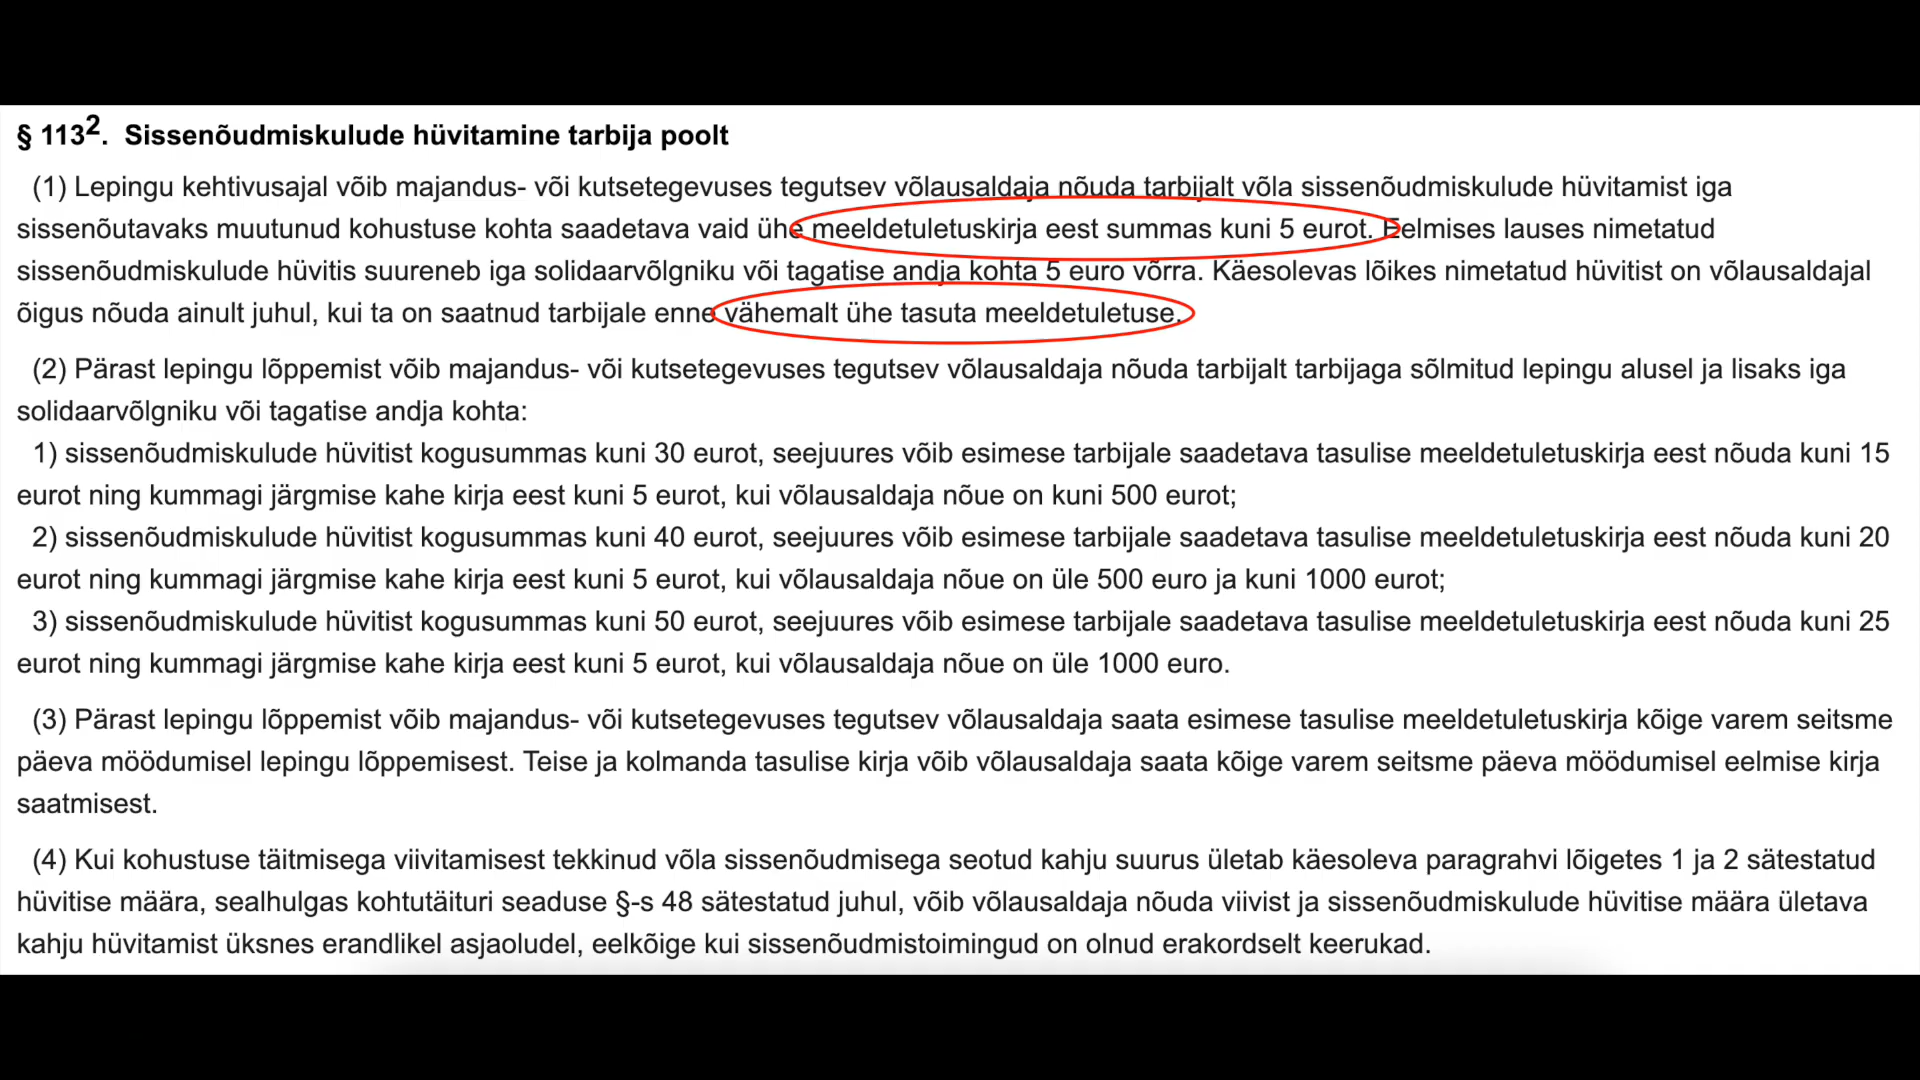 § 113². Sissenõudmiskulude hüvitamine tarbija poolt
(1) Lepingu kehtivusajal võib majandus- või kutsetegevuses tegutsev võlausaldaja nõuda tarbijalt võla sissenõudmiskulude hüvitamist iga
sissenõutavaks muutunud kohustuse kohta saadetava vaid ühe meeldetuletuskirja eest summas kuni 5 eurot. Eelmises lauses nimetatud
sissenõudmiskulude hüvitis suureneb iga solidaarvõlgniku või tagatise andja kohta 5 euro võrra. Käesolevas lõikes nimetatud hüvitist on võlausaldajal
õigus nõuda ainult juhul, kui ta on saatnud tarbijale enne vähemalt ühe tasuta meeldetuletuse.
(2) Pärast lepingu lõppemist võib majandus- või kutsetegevuses tegutsev võlausaldaja nõuda tarbijalt tarbijaga sõlmitud lepingu alusel ja lisaks iga
solidaarvõlgniku või tagatise andja kohta:
1) sissenõudmiskulude hüvitist kogusummas kuni 30 eurot, seejuures võib esimese tarbijale saadetava tasulise meeldetuletuskirja eest nõuda kuni 15
eurot ning kummagi järgmise kahe kirja eest kuni 5 eurot, kui võlausaldaja nõue on kuni 500 eurot;
2) sissenõudmiskulude hüvitist kogusummas kuni 40 eurot, seejuures võib esimese tarbijale saadetava tasulise meeldetuletuskirja eest nõuda kuni 20
eurot ning kummagi järgmise kahe kirja eest kuni 5 eurot, kui võlausaldaja nõue on üle 500 euro ja kuni 1000 eurot;
3) sissenõudmiskulude hüvitist kogusummas kuni 50 eurot, seejuures võib esimese tarbijale saadetava tasulise meeldetuletuskirja eest nõuda kuni 25
eurot ning kummagi järgmise kahe kirja eest kuni 5 eurot, kui võlausaldaja nõue on üle 1000 euro.
(3) Pärast lepingu lõppemist võib majandus- või kutsetegevuses tegutsev võlausaldaja saata esimese tasulise meeldetuletuskirja kõige varem seitsme
päeva möödumisel lepingu lõppemisest. Teise ja kolmanda tasulise kirja võib võlausaldaja saata kõige varem seitsme päeva möödumisel eelmise kirja
saatmisest.
(4) Kui kohustuse täitmisega viivitamisest tekkinud võla sissenõudmisega seotud kahju suurus ületab käesoleva paragrahvi lõigetes 1 ja 2 sätestatud
hüvitise määra, sealhulgas kohtutäituri seaduse §-s 48 sätestatud juhul, võib võlausaldaja nõuda viivist ja sissenõudmiskulude hüvitise määra ületava
kahju hüvitamist üksnes erandlikel asjaoludel, eelkõige kui sissenõudmistoimingud on olnud erakordselt keerukad.